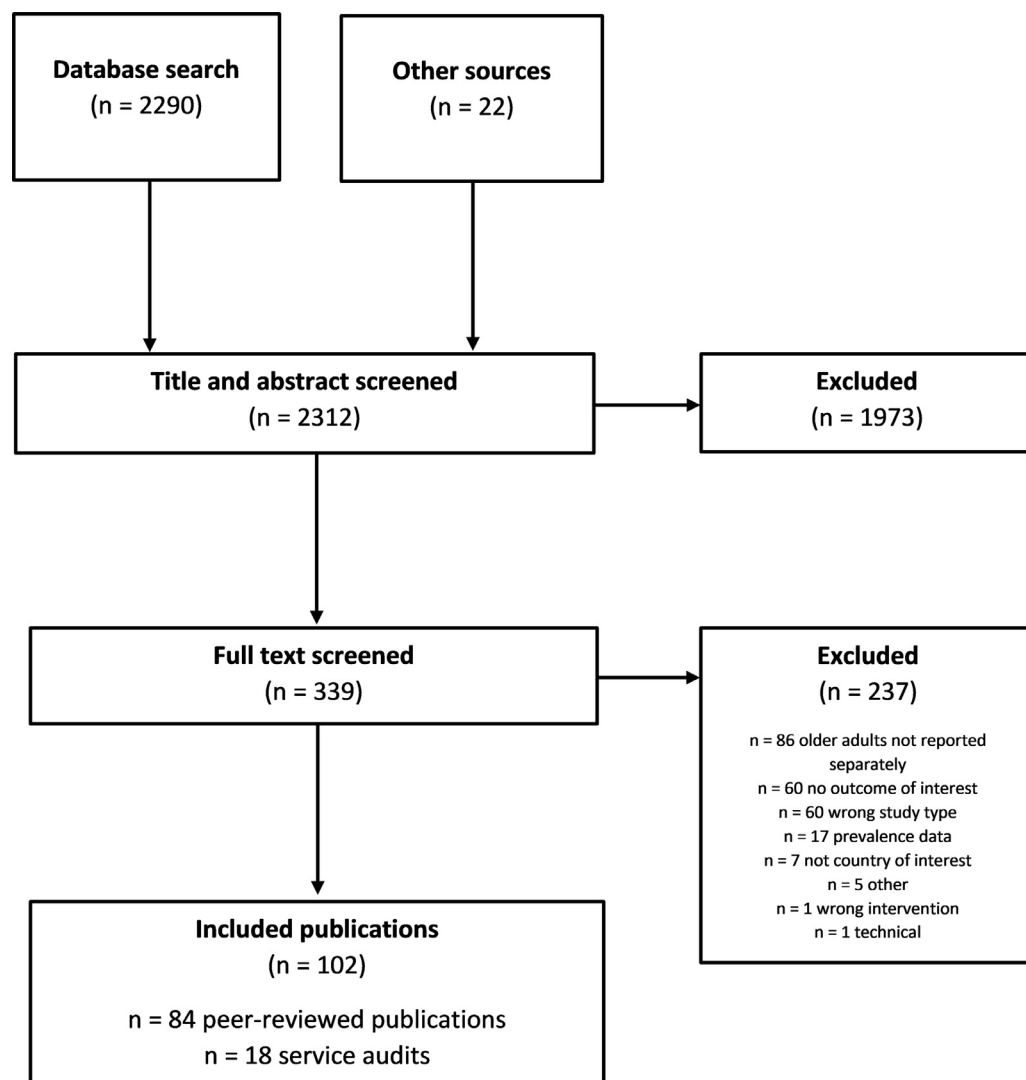 Database search
(n = 2290)
Other sources
(n = 22)
Title and abstract screened
(n = 2312)
Excluded
(n = 1973)
Full text screened
(n = 339)
Excluded
(n = 237)
n = 86 older adults not reported
separately
n = 60 no outcome of interest
n = 60 wrong study type
n = 17 prevalence data
n = 7 not country of interest
n = 5 other
n = 1 wrong intervention
n = 1 technical
Included publications
(n = 102)
n = 84 peer-reviewed publications
n = 18 service audits